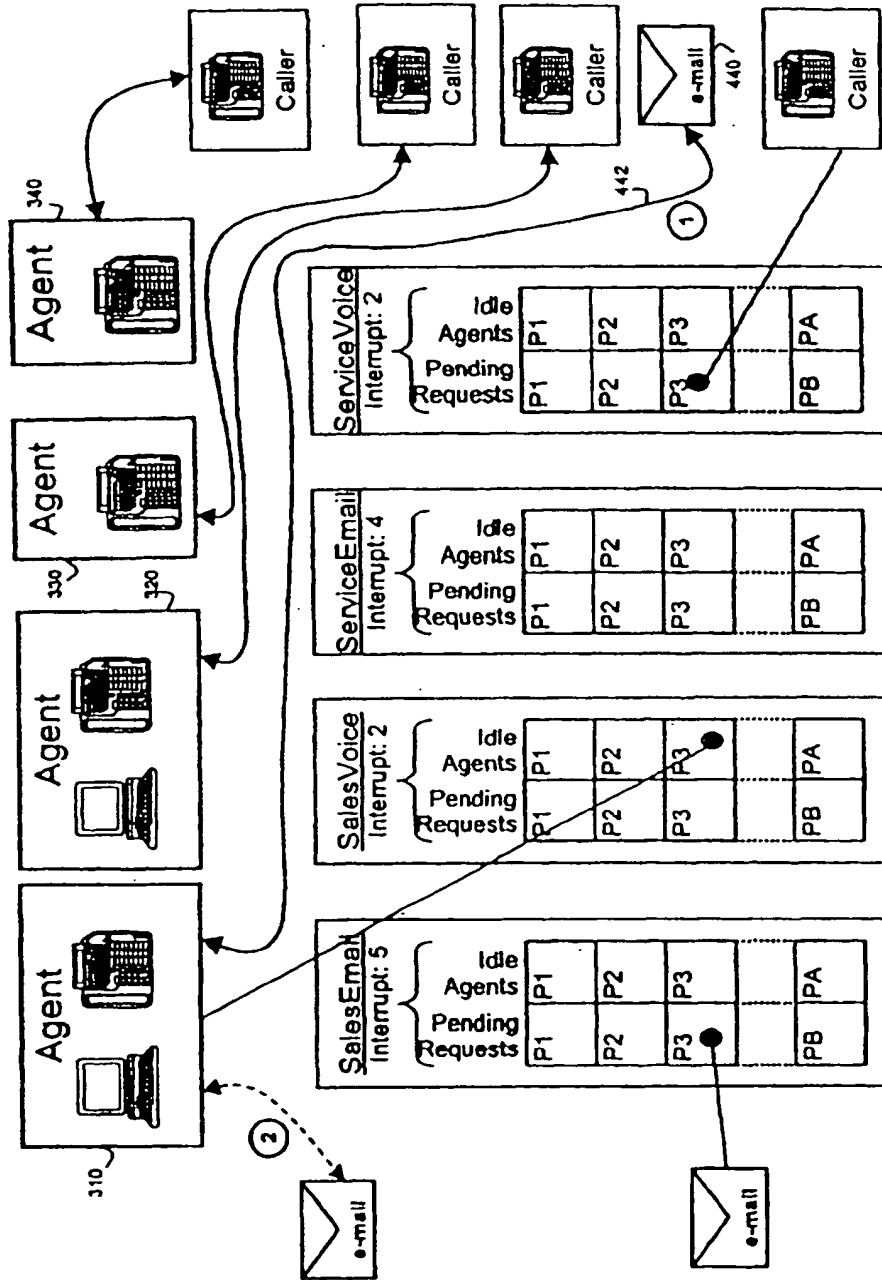 Agent
310
Agent
320
Agent
330
Agent
340
Caller
Caller
Caller
e-mail
440
Caller
442
1
2
e-mail
e-mail
SalesEmail
Interrupt: 5
Pending Requests
Idle Agents
P1 P1
P2 P2
P3 P3
PB PA
SalesVoice
Interrupt: 2
Pending Requests
Idle Agents
P1 P1
P2 P2
P3 P3
PB PA
ServiceEmail
Interrupt: 4
Pending Requests
Idle Agents
P1 P1
P2 P2
P3 P3
PB PA
ServiceVoice
Interrupt: 2
Pending Requests
Idle Agents
P1 P1
P2 P2
P3 P3
PB PA